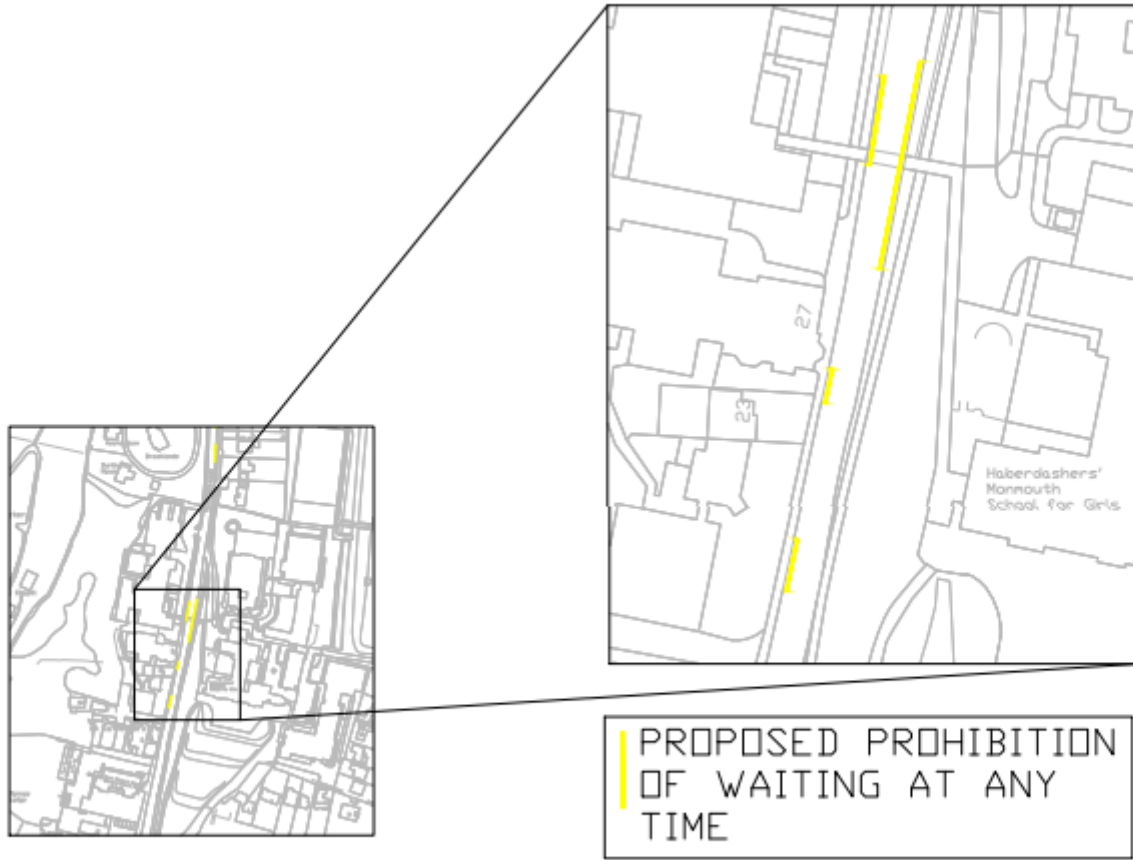 27
23
Haberdashers'
Monmouth
School for Girls
PROPOSED PROHIBITION
OF WAITING AT ANY
TIME